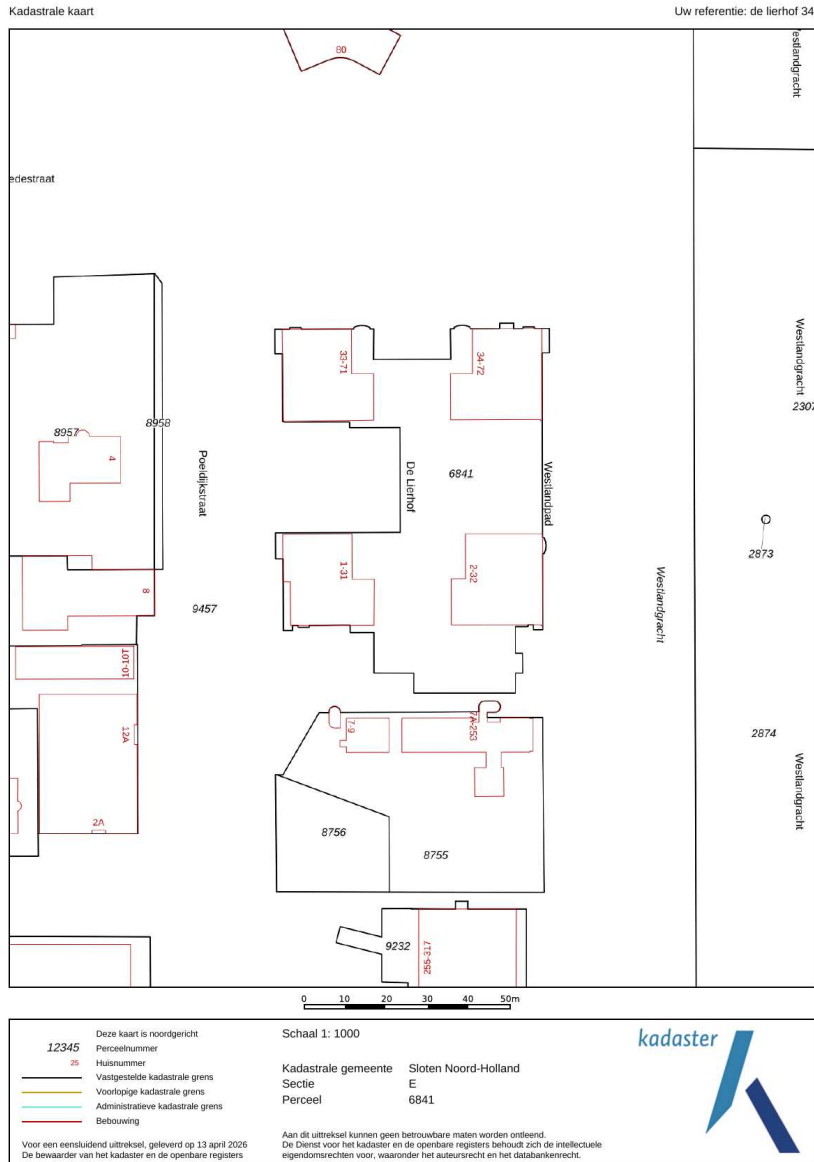 Kadastrale kaart
Uw referentie: de lierhof 34
80
estlandgracht
edestraat
33-71
34-72
Westlandgracht
2307
8957
8958
4
Poeldijkstraat
De Lierhof
6841
Westlandpad
2873
1-31
2-32
Westlandgracht
8
9457
10-10T
12A
2A
7-9
7A-253
2874
Westlandgracht
8756
8755
9232
255-317
0 10 20 30 40 50m
Deze kaart is noordgericht
12345 Perceelnummer
25 Huisnummer
Vastgestelde kadastrale grens
Voorlopige kadastrale grens
Administratieve kadastrale grens
Bebouwing
Voor een eensluidend uittreksel, geleverd op 13 april 2026
De bewaarder van het kadaster en de openbare registers
Schaal 1: 1000
Kadastrale gemeente Sloten Noord-Holland
Sectie E
Perceel 6841
Aan dit uittreksel kunnen geen betrouwbare maten worden ontleend.
De Dienst voor het kadaster en de openbare registers behoudt zich de intellectuele
eigendomsrechten voor, waaronder het auteursrecht en het databankenrecht.
kadaster